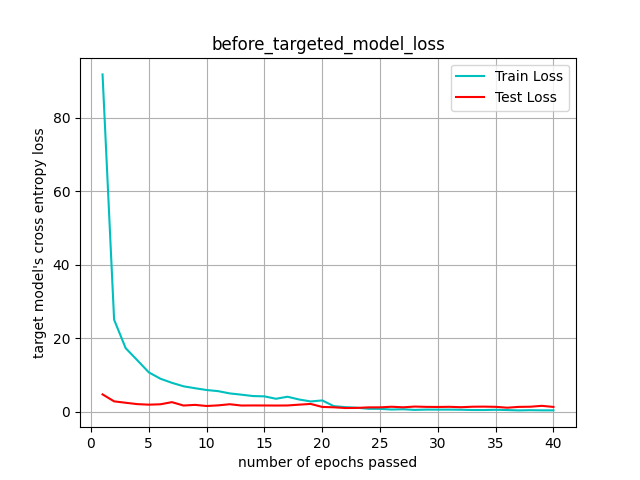 before_targeted_model_loss
Train Loss
Test Loss
target model's cross entropy loss
80
60
40
20
0
0 5 10 15 20 25 30 35 40
number of epochs passed